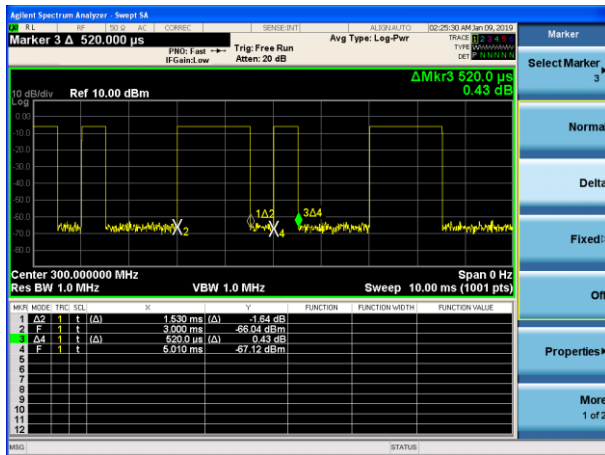 Agilent Spectrum Analyzer - Swept SA
RL RF 50 Ω AC CORREC SENSE:INT ALIGNAUTO 02:25:30 AM Jan 09, 2019
Marker 3 Δ 520.000 µs
PNO: Fast
IFGain:Low
Trig: Free Run
Atten: 20 dB
Avg Type: Log-Pwr
TRACE 1 2 3 4 5 6
TYPE WWWWWW
DET P N N N N N
ΔMkr3 520.0 µs
0.43 dB
10 dB/div Ref 10.00 dBm
Log
0.00
-10.0
-20.0
-30.0
-40.0
-50.0
-60.0
-70.0
-80.0
2
1Δ2
4
3Δ4
Center 300.000000 MHz Span 0 Hz
Res BW 1.0 MHz VBW 1.0 MHz Sweep 10.00 ms (1001 pts)
MKR MODE TRC SCL X Y FUNCTION FUNCTION WIDTH FUNCTION VALUE
1 Δ2 1 t (Δ) 1.530 ms (Δ) -1.64 dB
2 F 1 t 3.000 ms -66.04 dBm
3 Δ4 1 t (Δ) 520.0 µs (Δ) 0.43 dB
4 F 1 t 5.010 ms -67.12 dBm
5
6
7
8
9
10
11
12
MSG STATUS
Marker
Select Marker
3
Normal
Delta
Fixed
Off
Properties
More
1 of 2